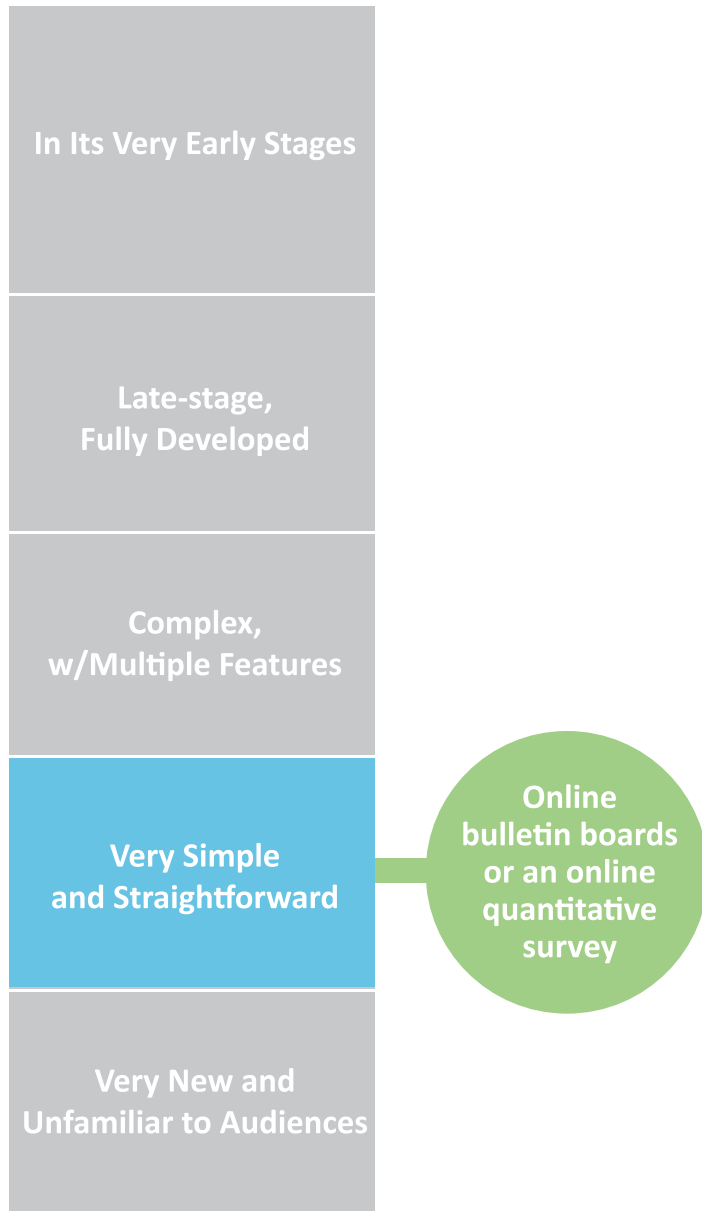 In Its Very Early Stages
Late-stage,
Fully Developed
Complex,
w/Multiple Features
Very Simple
and Straightforward
Online
bulletin boards
or an online
quantitative
survey
Very New and
Unfamiliar to Audiences